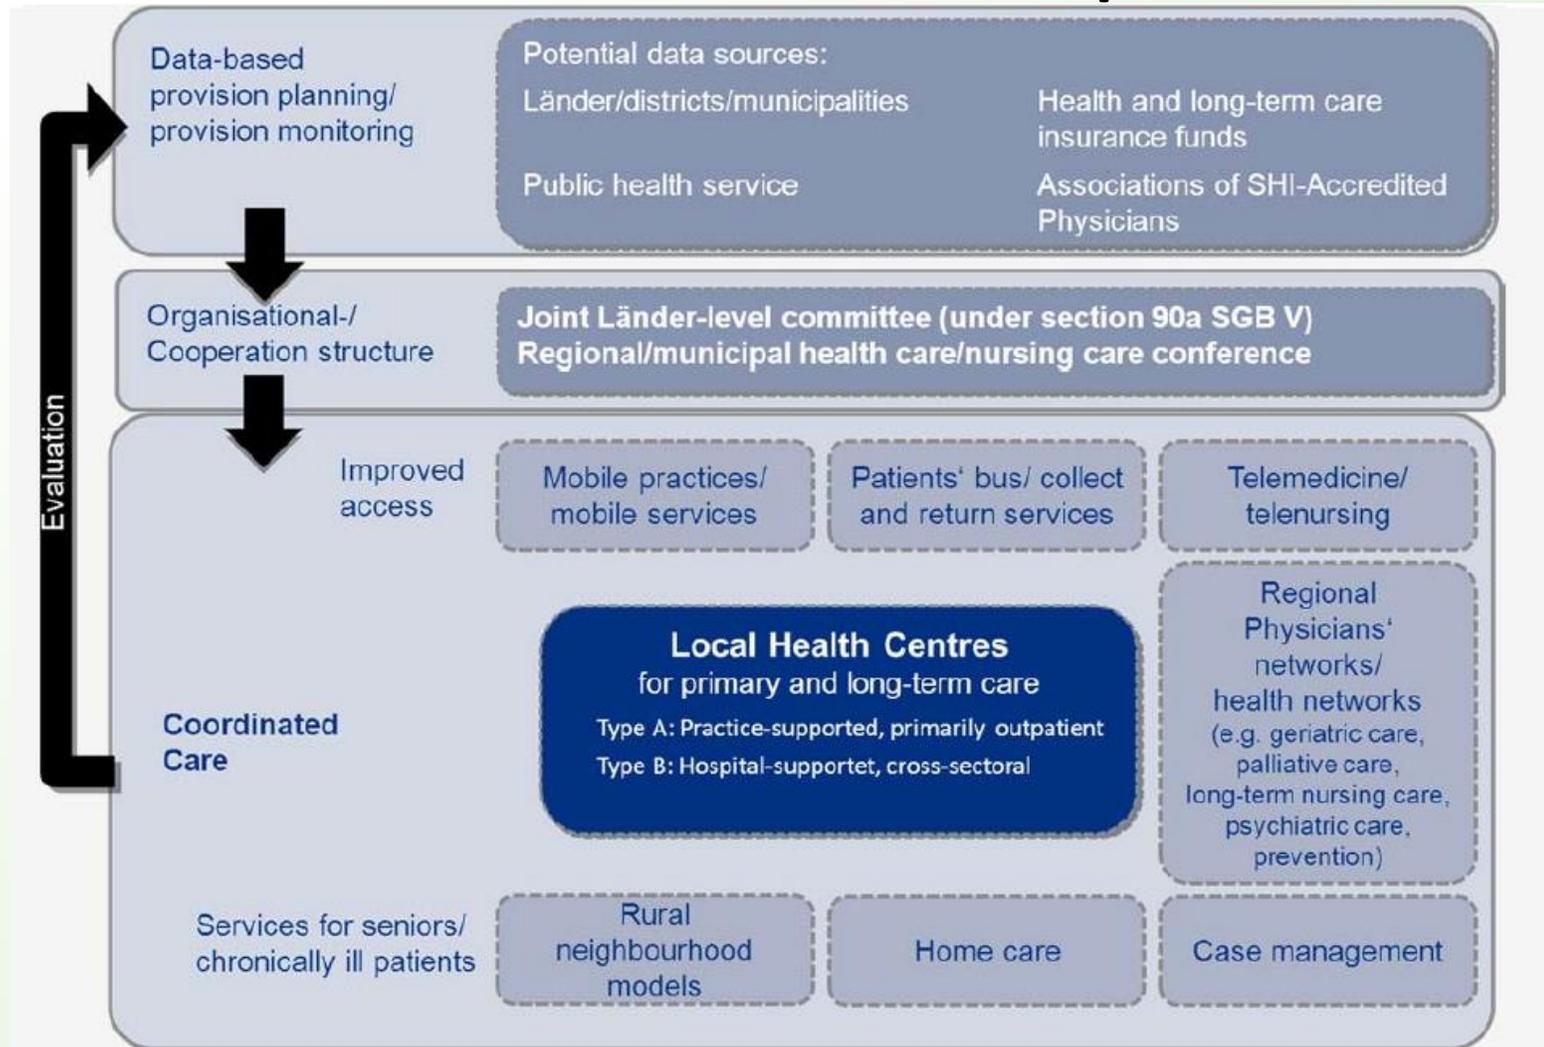 Data-based
provision planning/
provision monitoring
Potential data sources:
Länder/districts/municipalities
Health and long-term care
insurance funds
Public health service
Associations of SHI-Accredited
Physicians
Organisational-/
Cooperation structure
Joint Länder-level committee (under section 90a SGB V)
Regional/municipal health care/nursing care conference
Evaluation
Improved
access
Mobile practices/
mobile services
Patients‘ bus/ collect
and return services
Telemedicine/
telenursing
Coordinated
Care
Local Health Centres
for primary and long-term care
Type A: Practice-supported, primarily outpatient
Type B: Hospital-supportet, cross-sectoral
Regional
Physicians‘
networks/
health networks
(e.g. geriatric care,
palliative care,
long-term nursing care,
psychiatric care,
prevention)
Services for seniors/
chronically ill patients
Rural
neighbourhood
models
Home care
Case management